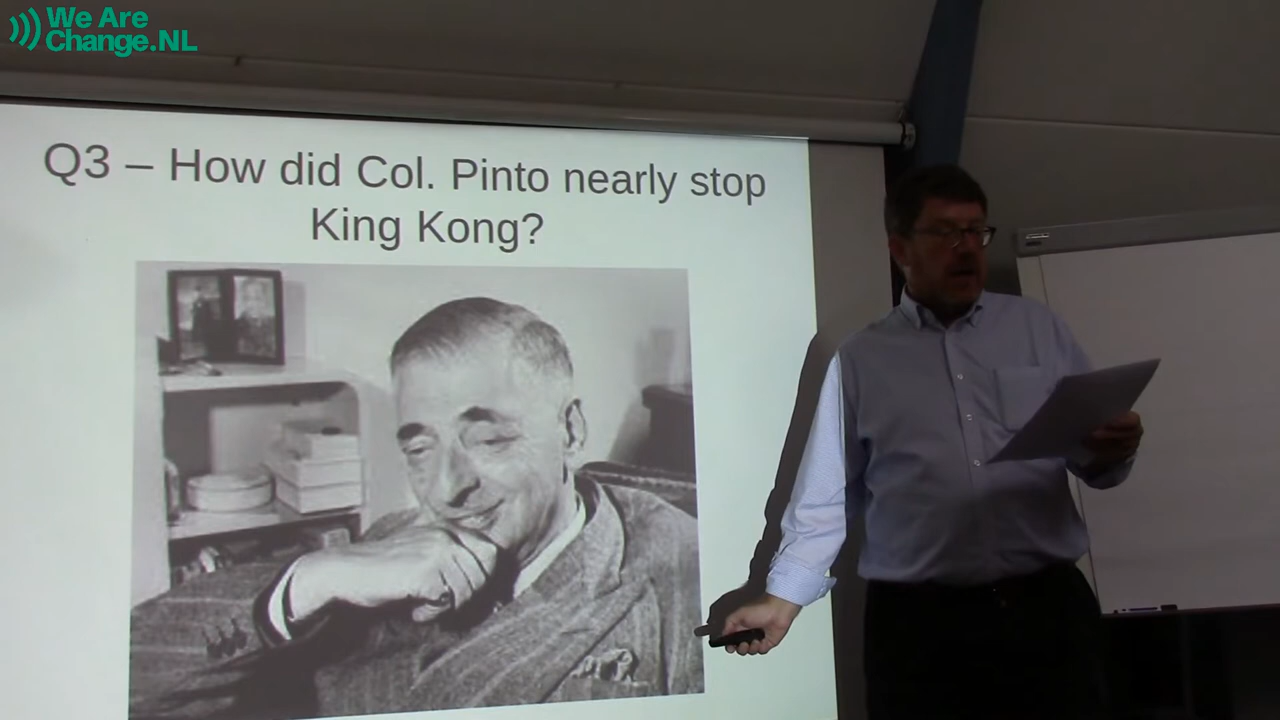 We Are
Change.NL
Q3 – How did Col. Pinto nearly stop
King Kong?